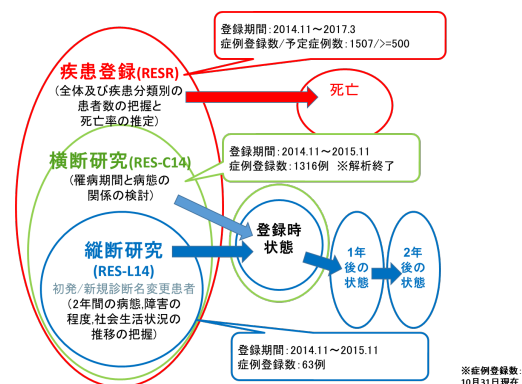 登録期間：2014.11～2017.3
症例登録数/予定症例数：1507/>=500
疾患登録(RESR)
(全体及び疾患分類別の
患者数の把握と
死亡率の推定)
死亡
横断研究(RES-C14)
(罹病期間と病態の
関係の検討)
登録期間：2014.11～2015.11
症例登録数：1316例　※解析終了
登録時
状態
縦断研究
(RES-L14)
初発/新規診断名変更患者
(2年間の病態,障害の
程度,社会生活状況の
推移の把握)
1年
後の
状態
2年
後の
状態
登録期間：2014.11～2015.11
症例登録数：63例
※症例登録数：
10月31日現在